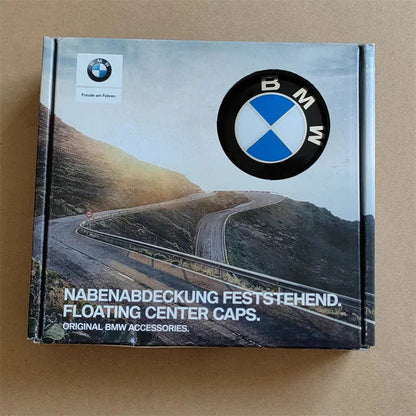 BMW
Freude am Fahren
BMW
NABENABDECKUNG FESTSTEHEND.
FLOATING CENTER CAPS.
ORIGINAL BMW ACCESSORIES.